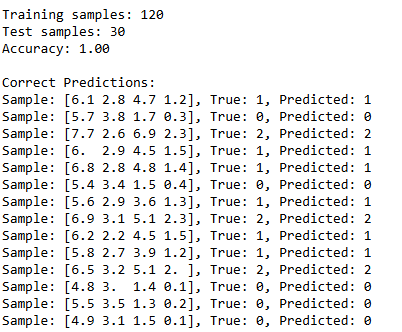 Training samples: 120
Test samples: 30
Accuracy: 1.00
Correct Predictions:
Sample: [6.1 2.8 4.7 1.2], True: 1, Predicted: 1
Sample: [5.7 3.8 1.7 0.3], True: 0, Predicted: 0
Sample: [7.7 2.6 6.9 2.3], True: 2, Predicted: 2
Sample: [6.  2.9 4.5 1.5], True: 1, Predicted: 1
Sample: [6.8 2.8 4.8 1.4], True: 1, Predicted: 1
Sample: [5.4 3.4 1.5 0.4], True: 0, Predicted: 0
Sample: [5.6 2.9 3.6 1.3], True: 1, Predicted: 1
Sample: [6.9 3.1 5.1 2.3], True: 2, Predicted: 2
Sample: [6.2 2.2 4.5 1.5], True: 1, Predicted: 1
Sample: [5.8 2.7 3.9 1.2], True: 1, Predicted: 1
Sample: [6.5 3.2 5.1 2. ], True: 2, Predicted: 2
Sample: [4.8 3.  1.4 0.1], True: 0, Predicted: 0
Sample: [5.5 3.5 1.3 0.2], True: 0, Predicted: 0
Sample: [4.9 3.1 1.5 0.1], True: 0, Predicted: 0